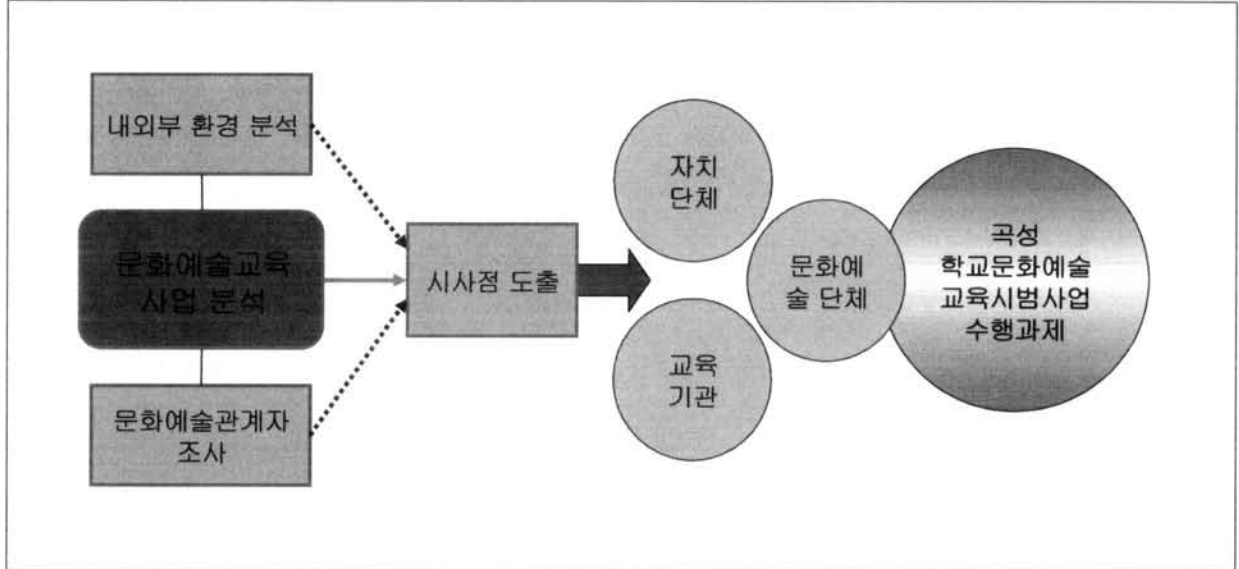 내외부 환경 분석
문화예술교육
사업 분석
문화예술관계자
조사
시사점 도출
자치
단체
문화예
술 단체
교육
기관
곡성
학교문화예술
교육시범사업
수행과제